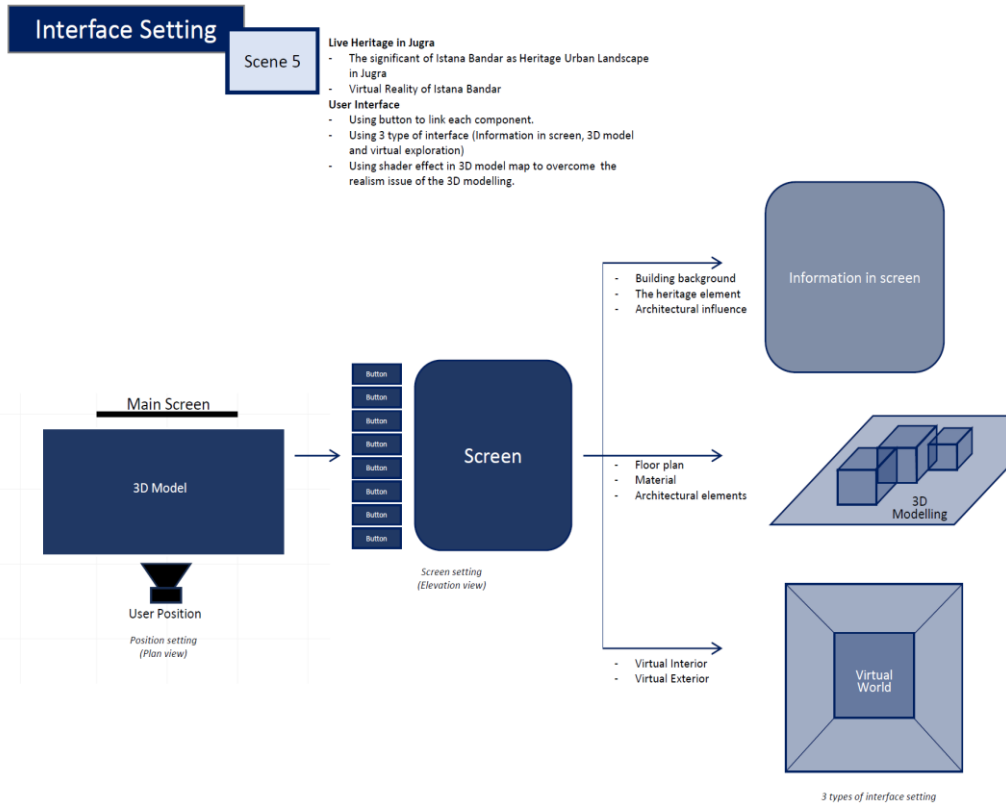 Interface Setting
Scene 5
Live Heritage in Jugra
- The significant of Istana Bandar as Heritage Urban Landscape
in Jugra
- Virtual Reality of Istana Bandar
User Interface
- Using button to link each component.
- Using 3 type of interface (Information in screen, 3D model
and virtual exploration)
- Using shader effect in 3D model map to overcome the
realism issue of the 3D modelling.
Main Screen
3D Model
User Position
Position setting
(Plan view)
Button
Button
Button
Button
Button
Button
Button
Button
Screen
Screen setting
(Elevation view)
- Building background
- The heritage element
- Architectural influence
Information in screen
- Floor plan
- Material
- Architectural elements
3D
Modelling
- Virtual Interior
- Virtual Exterior
Virtual
World
3 types of interface setting